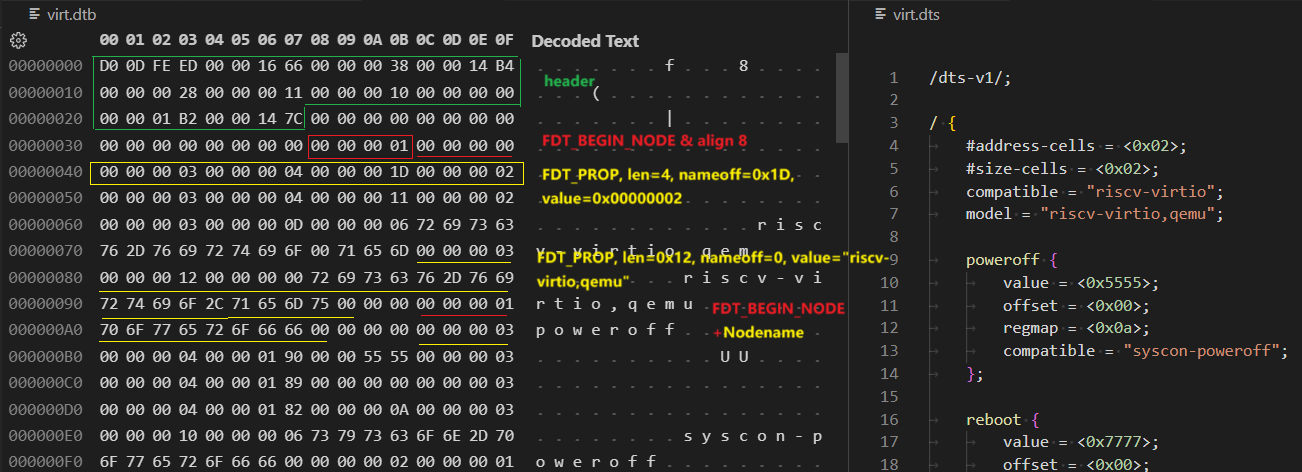 virt.dtb
00 01 02 03 04 05 06 07 08 09 0A 0B 0C 0D 0E 0F Decoded Text
00000000 D0 0D FE ED 00 00 16 66 00 00 00 38 00 00 14 B4 . . . . . . . f . . . 8 . . . .
header
00000010 00 00 00 28 00 00 00 11 00 00 00 10 00 00 00 00 . . . ( . . . . . . . . . . . .
00000020 00 00 01 B2 00 00 14 7C 00 00 00 00 00 00 00 00 . . . . . . . | . . . . . . . .
00000030 00 00 00 00 00 00 00 00 00 00 00 01 00 00 00 00
FDT_BEGIN_NODE & align 8
00000040 00 00 00 03 00 00 00 04 00 00 00 1D 00 00 00 02
FDT_PROP, len=4, nameoff=0x1D,
value=0x00000002
00000050 00 00 00 03 00 00 00 04 00 00 00 11 00 00 00 02
00000060 00 00 00 03 00 00 00 0D 00 00 00 06 72 69 73 63 . . . . . . . . . . . . r i s c
00000070 76 2D 76 69 72 74 69 6F 00 71 65 6D 00 00 00 03 v - v i r t i o . q e m . . . .
FDT_PROP, len=0x12, nameoff=0, value="riscv-
virtio,qemu"
00000080 00 00 00 12 00 00 00 00 72 69 73 63 76 2D 76 69 . . . . . . . . r i s c v - v i
00000090 72 74 69 6F 2C 71 65 6D 75 00 00 00 00 00 00 01 r t i o , q e m u . . . . . . .
FDT_BEGIN_NODE
+Nodename
000000A0 70 6F 77 65 72 6F 66 66 00 00 00 00 00 00 00 03 p o w e r o f f . . . . . . . .
000000B0 00 00 00 04 00 00 01 90 00 00 55 55 00 00 00 03 . . . . . . . . . . U U . . . .
000000C0 00 00 00 04 00 00 01 89 00 00 00 00 00 00 00 03 . . . . . . . . . . . . . . . .
000000D0 00 00 00 04 00 00 01 82 00 00 00 0A 00 00 00 03 . . . . . . . . . . . . . . . .
000000E0 00 00 00 10 00 00 00 06 73 79 73 63 6F 6E 2D 70 . . . . . . . . s y s c o n - p
000000F0 6F 77 65 72 6F 66 66 00 00 00 00 02 00 00 00 01 o w e r o f f . . . . . . . . .
virt.dts
1 /dts-v1/;
2
3 / {
4 #address-cells = <0x02>;
5 #size-cells = <0x02>;
6 compatible = "riscv-virtio";
7 model = "riscv-virtio,qemu";
8
9 poweroff {
10 value = <0x5555>;
11 offset = <0x00>;
12 regmap = <0x0a>;
13 compatible = "syscon-poweroff";
14 };
15
16 reboot {
17 value = <0x7777>;
18 offset = <0x00>;